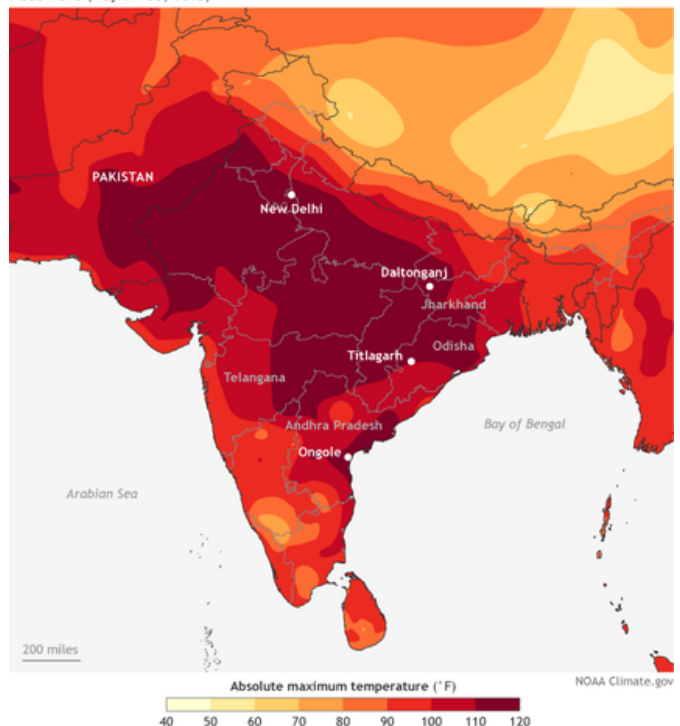 PAKISTAN
New Delhi
Daltonganj
Jharkhand
Titlagarh
Odisha
Telangana
Andhra Pradesh
Bay of Bengal
Ongole
Arabian Sea
200 miles
NOAA Climate.gov
Absolute maximum temperature (°F)
40 50 60 70 80 90 100 110 120